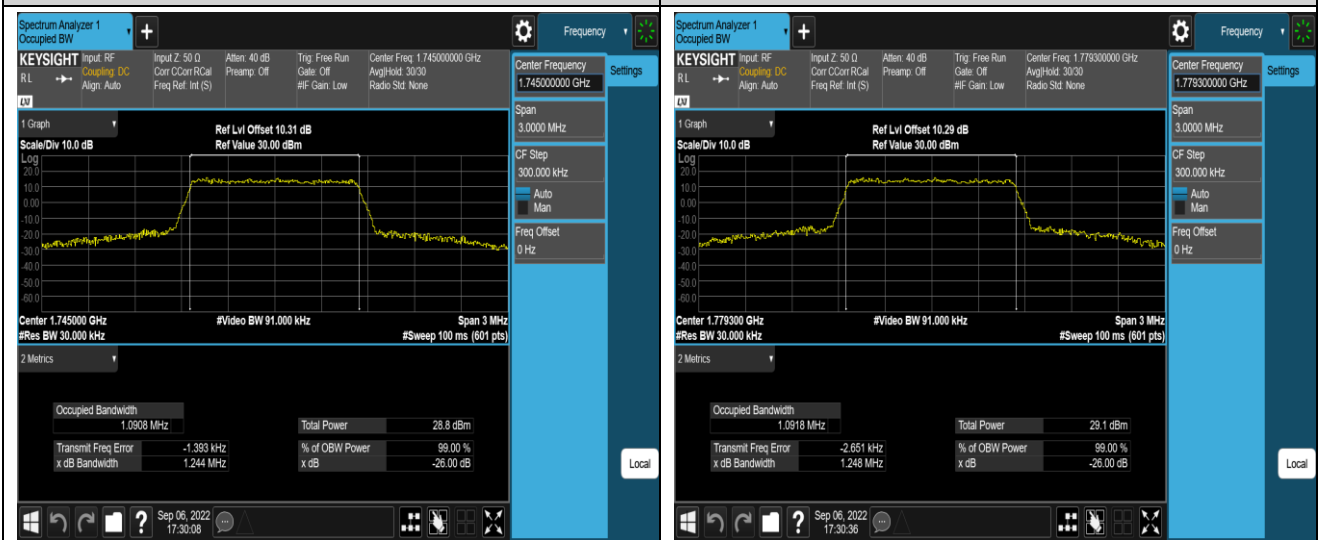 Spectrum Analyzer 1
Occupied BW
+
Frequency
KEYSIGHT Input: RF Input Z: 50 Ω Atten: 40 dB Trig: Free Run Center Freq: 1.745000000 GHz
Coupling: DC Corr CCorr RCal Preamp: Off Gate: Off Avg|Hold: 30/30
R L Align: Auto Freq Ref: Int (S) #IF Gain: Low Radio Std: None
LXI
Center Frequency
1.745000000 GHz
Settings
Span
3.0000 MHz
CF Step
300.000 kHz
Auto
Man
Freq Offset
0 Hz
Local
1 Graph
Ref Lvl Offset 10.31 dB
Scale/Div 10.0 dB Ref Value 30.00 dBm
Log
20.0
10.0
0.00
-10.0
-20.0
-30.0
-40.0
-50.0
-60.0
Center 1.745000 GHz #Video BW 91.000 kHz Span 3 MHz
#Res BW 30.000 kHz #Sweep 100 ms (601 pts)
2 Metrics
Occupied Bandwidth
1.0908 MHz Total Power 28.8 dBm
Transmit Freq Error -1.393 kHz % of OBW Power 99.00 %
x dB Bandwidth 1.244 MHz x dB -26.00 dB
? Sep 06, 2022
17:30:08
Spectrum Analyzer 1
Occupied BW
+
Frequency
KEYSIGHT Input: RF Input Z: 50 Ω Atten: 40 dB Trig: Free Run Center Freq: 1.779300000 GHz
Coupling: DC Corr CCorr RCal Preamp: Off Gate: Off Avg|Hold: 30/30
R L Align: Auto Freq Ref: Int (S) #IF Gain: Low Radio Std: None
LXI
Center Frequency
1.779300000 GHz
Settings
Span
3.0000 MHz
CF Step
300.000 kHz
Auto
Man
Freq Offset
0 Hz
Local
1 Graph
Ref Lvl Offset 10.29 dB
Scale/Div 10.0 dB Ref Value 30.00 dBm
Log
20.0
10.0
0.00
-10.0
-20.0
-30.0
-40.0
-50.0
-60.0
Center 1.779300 GHz #Video BW 91.000 kHz Span 3 MHz
#Res BW 30.000 kHz #Sweep 100 ms (601 pts)
2 Metrics
Occupied Bandwidth
1.0918 MHz Total Power 29.1 dBm
Transmit Freq Error -2.651 kHz % of OBW Power 99.00 %
x dB Bandwidth 1.248 MHz x dB -26.00 dB
? Sep 06, 2022
17:30:36